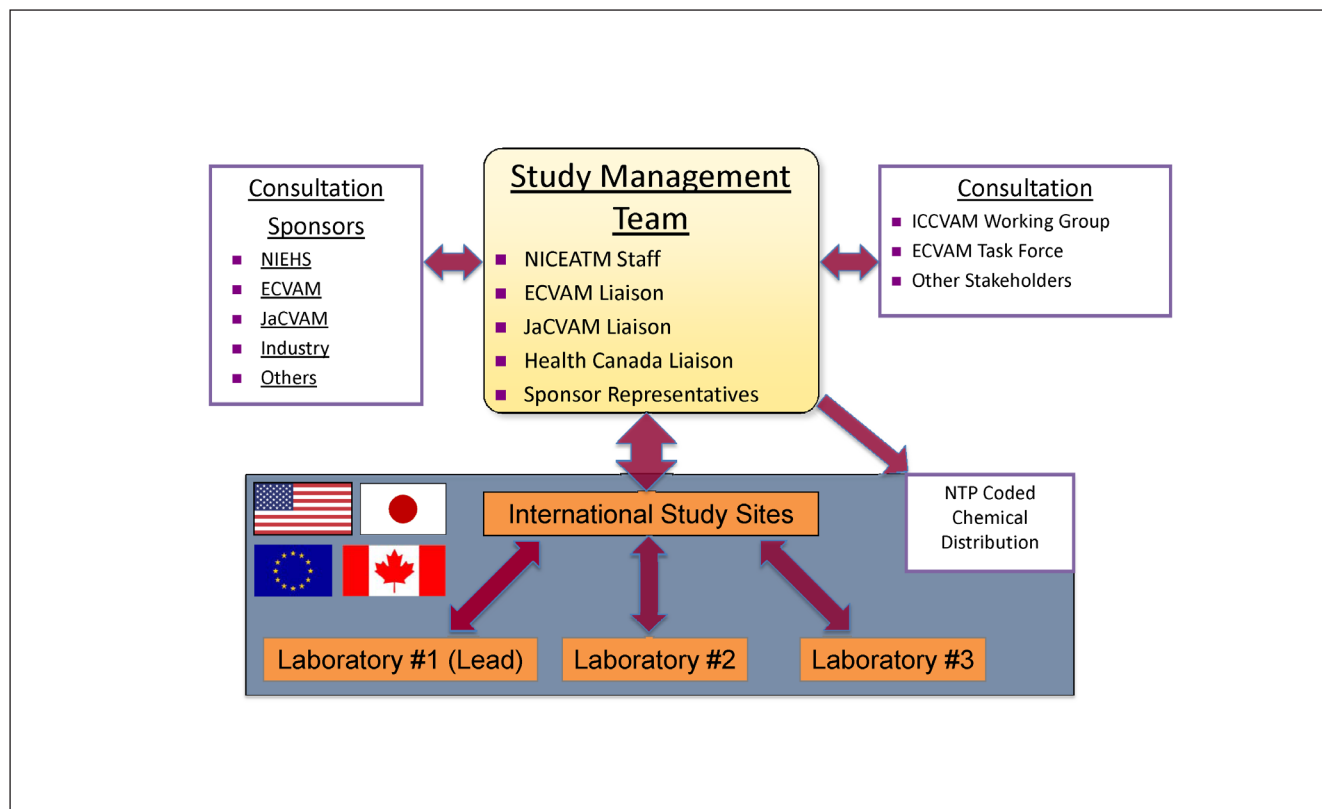 Consultation
Sponsors
NIEHS
ECVAM
JaCVAM
Industry
Others
Study Management
Team
NICEATM Staff
ECVAM Liaison
JaCVAM Liaison
Health Canada Liaison
Sponsor Representatives
Consultation
ICCVAM Working Group
ECVAM Task Force
Other Stakeholders
International Study Sites
NTP Coded
Chemical
Distribution
Laboratory #1 (Lead)
Laboratory #2
Laboratory #3